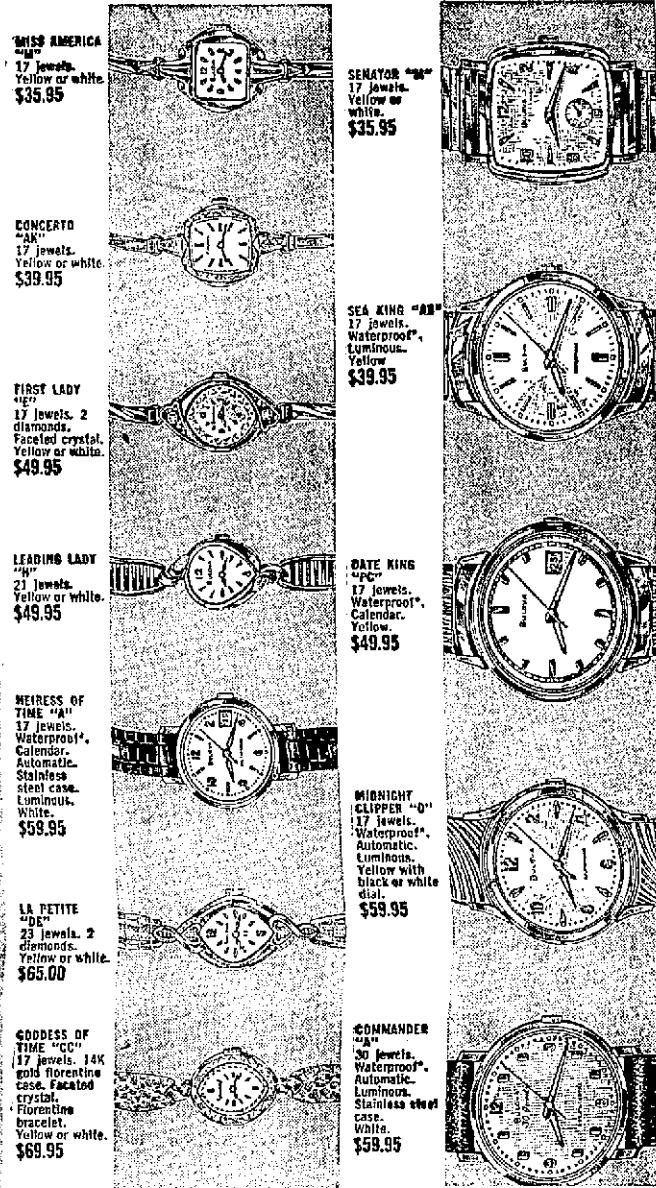 MISS AMERICA
"M"
17 jewels.
Yellow or white.
$35.95
CONCERTO
"AK"
17 jewels.
Yellow or white.
$39.95
FIRST LADY
"E"
17 jewels. 2
diamonds.
Faceted crystal.
Yellow or white.
$49.95
LEADING LADY
"H"
21 jewels.
Yellow or white.
$49.95
HEIRESS OF
TIME "A"
17 jewels.
Waterproof*,
Calendar.
Automatic.
Stainless
steel case.
Luminous.
White.
$59.95
LA PETITE
"DE"
23 jewels. 2
diamonds.
Yellow or white.
$65.00
GODDESS OF
TIME "CC"
17 jewels. 14K
gold florentine
case. Faceted
crystal.
Florentine
bracelet.
Yellow or white.
$69.95
SENATOR "M"
17 jewels.
Yellow or
white.
$35.95
SEA KING
17 jewels.
Waterproof*,
Luminous.
Yellow
$39.95
BULOVA
DATE KING
"PC"
17 jewels.
Waterproof*,
Calendar.
Yellow.
$49.95
BULOVA
MIDNIGHT
CLIPPER "O"
17 jewels.
Waterproof*,
Automatic.
Luminous.
Yellow with
black or white
dial.
$59.95
BULOVA
COMMANDER
"A"
30 jewels.
Waterproof*,
Automatic.
Luminous.
Stainless steel
case.
White.
$59.95
BULOVA